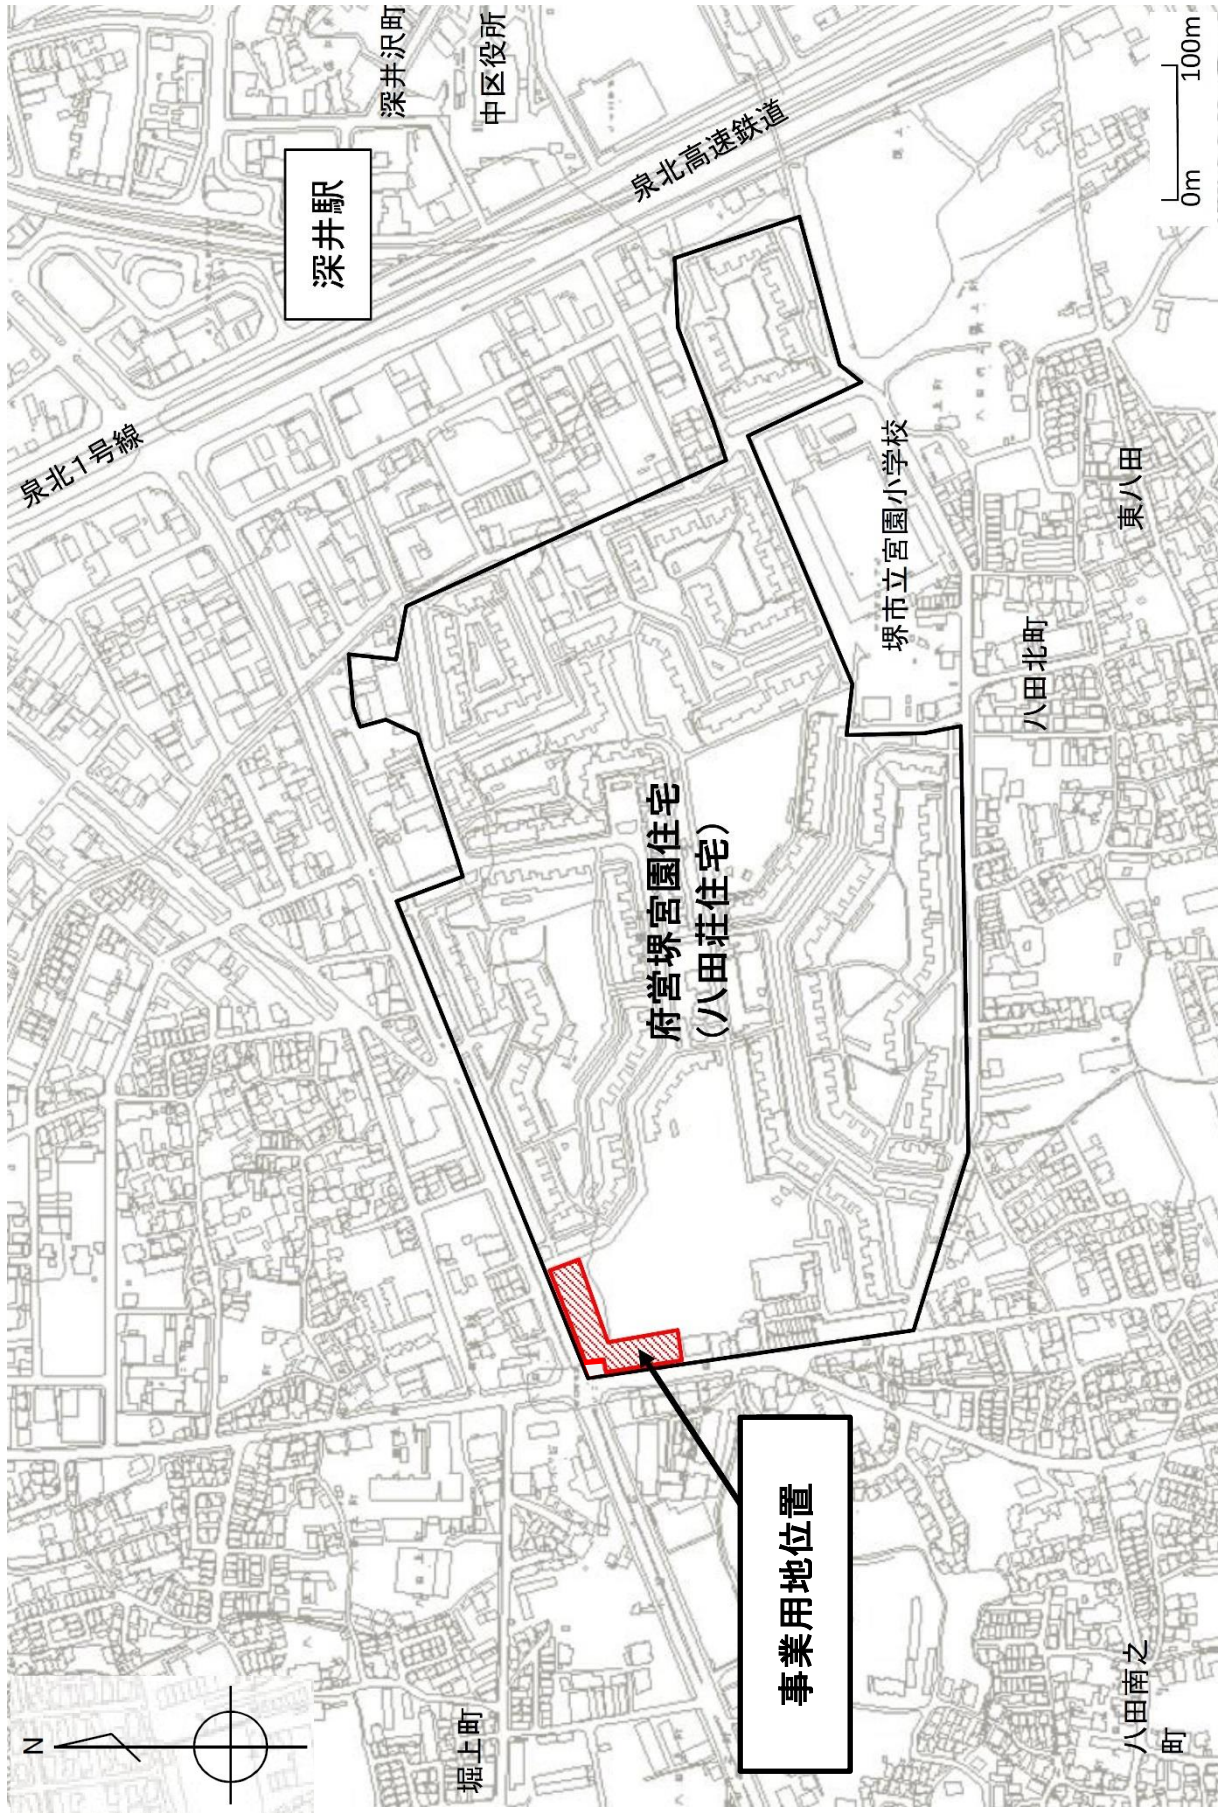 N
泉北1号線
深井駅
深井沢町
堀上町
中区役所
府営堺宮園住宅
(八田荘住宅)
泉北高速鉄道
事業用地位置
堺市立宮園小学校
八田北町
東八田
八田南之
町
0m 100m